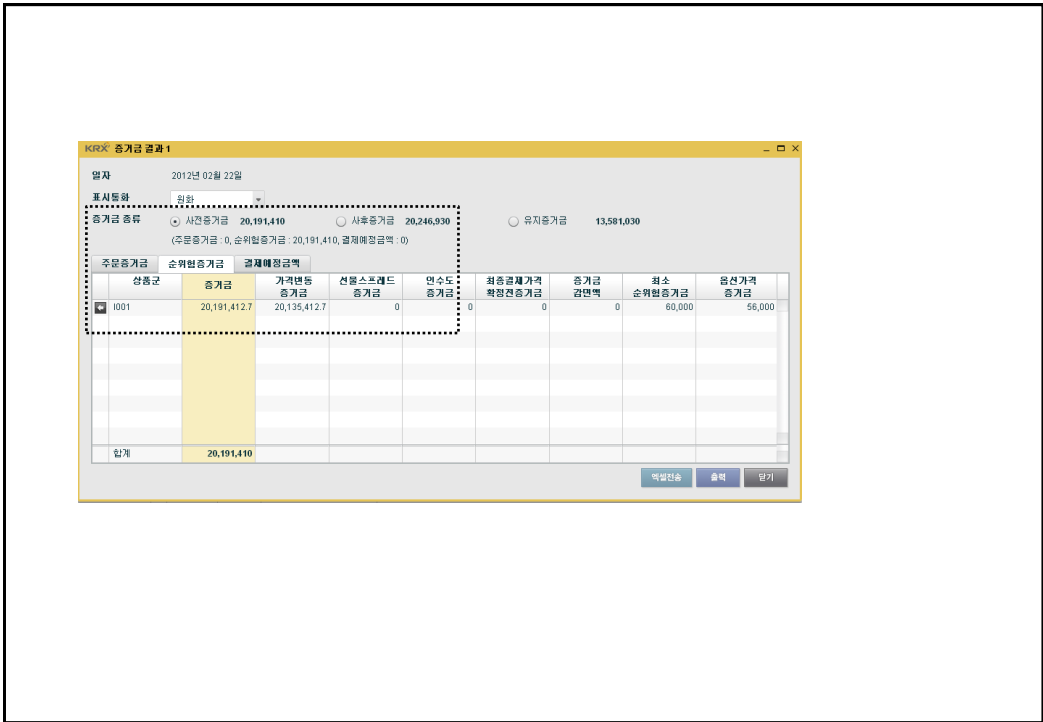 KRX 증거금 결과1
일자 2012년 02월 22일
표시통화 원화
증거금 종류 사전증거금 20,191,410 사후증거금 20,246,930 유지증거금 13,581,030
(주문증거금 : 0, 순위험증거금 : 20,191,410, 결제예정금액 : 0)
주문증거금 순위험증거금 결제예정금액
상품군 증거금 가격변동 증거금 선물스프레드 증거금 인수도 증거금 최종결제가격 확정전증거금 증거금 감면액 최소 순위험증거금 옵션가격 증거금
I001 20,191,412.7 20,135,412.7 0 0 0 0 60,000 56,000
합계 20,191,410
엑셀전송 출력 닫기